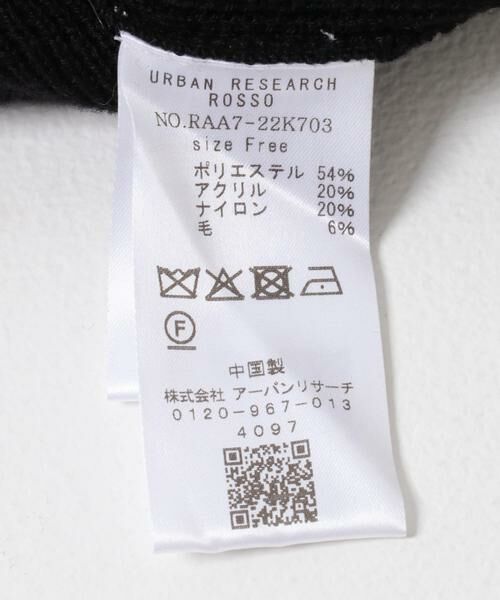 URBAN RESEARCH
ROSSO
NO.RAA7-22K703
size Free
ポリエステル 54%
アクリル 20%
ナイロン 20%
毛 6%
F
中国製
株式会社 アーバンリサーチ
0120-967-013
4097